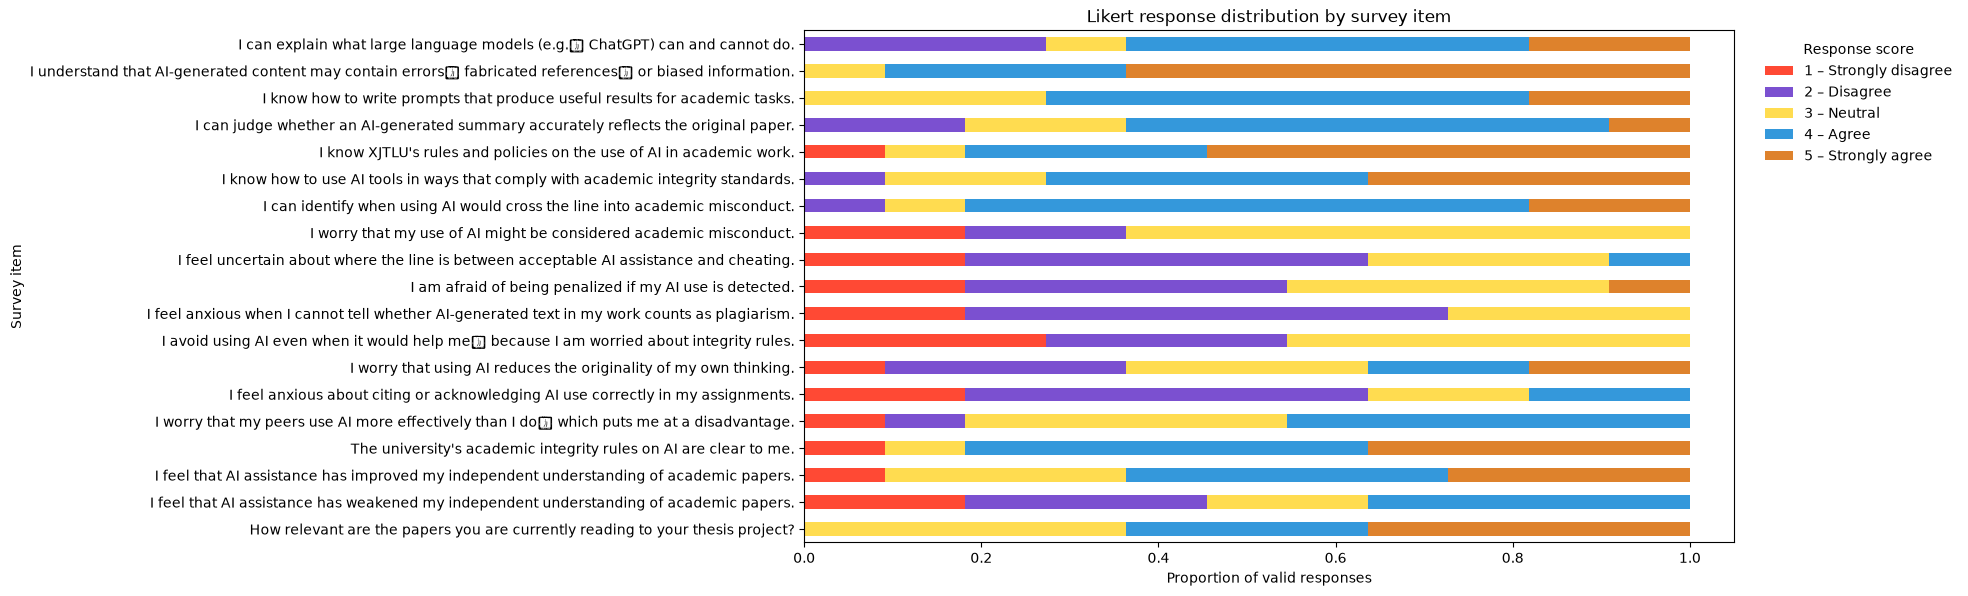 Likert response distribution by survey item
I can explain what large language models (e.g. ChatGPT) can and cannot do.
I understand that AI-generated content may contain errors fabricated references or biased information.
I know how to write prompts that produce useful results for academic tasks.
I can judge whether an AI-generated summary accurately reflects the original paper.
I know XJTLU's rules and policies on the use of AI in academic work.
I know how to use AI tools in ways that comply with academic integrity standards.
I can identify when using AI would cross the line into academic misconduct.
I worry that my use of AI might be considered academic misconduct.
I feel uncertain about where the line is between acceptable AI assistance and cheating.
I am afraid of being penalized if my AI use is detected.
I feel anxious when I cannot tell whether AI-generated text in my work counts as plagiarism.
I avoid using AI even when it would help me because I am worried about integrity rules.
I worry that using AI reduces the originality of my own thinking.
I feel anxious about citing or acknowledging AI use correctly in my assignments.
I worry that my peers use AI more effectively than I do which puts me at a disadvantage.
The university's academic integrity rules on AI are clear to me.
I feel that AI assistance has improved my independent understanding of academic papers.
I feel that AI assistance has weakened my independent understanding of academic papers.
How relevant are the papers you are currently reading to your thesis project?
Survey item
0.0 0.2 0.4 0.6 0.8 1.0
Proportion of valid responses
Response score
1 – Strongly disagree
2 – Disagree
3 – Neutral
4 – Agree
5 – Strongly agree